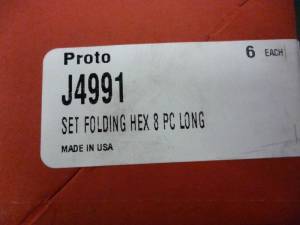 Proto 6 EACH
J4991
SET FOLDING HEX 8 PC LONG
MADE IN USA